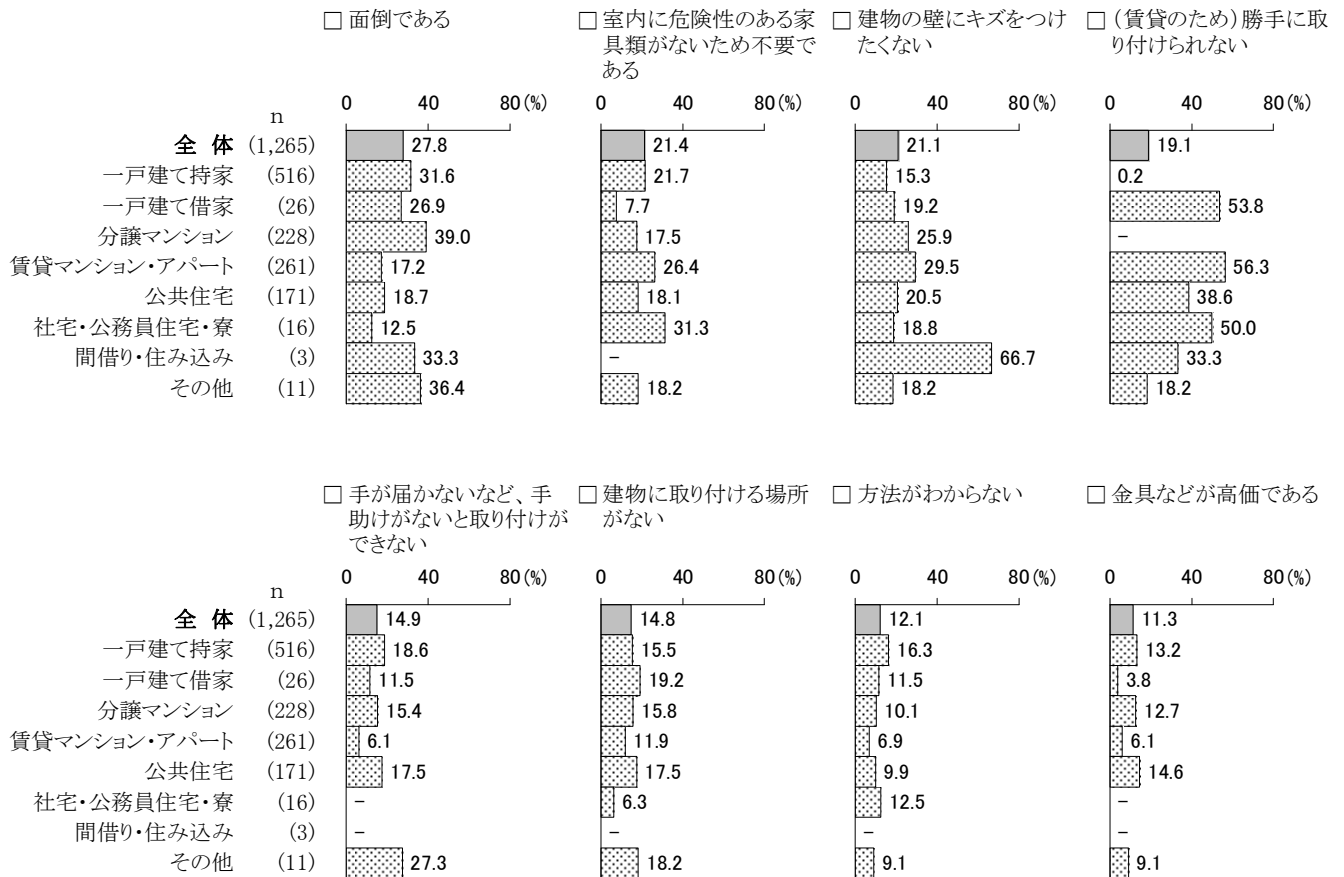 □ 面倒である
□ 室内に危険性のある家
具類がないため不要で
ある
□ 建物の壁にキズをつけ
たくない
□ (賃貸のため)勝手に取
り付けられない
0 40 80(%) 0 40 80(%) 0 40 80(%) 0 40 80(%)
n
全 体 (1,265) 27.8 21.4 21.1 19.1
一戸建て持家 (516) 31.6 21.7 15.3 0.2
一戸建て借家 (26) 26.9 7.7 19.2 53.8
分譲マンション (228) 39.0 17.5 25.9 -
賃貸マンション・アパート (261) 17.2 26.4 29.5 56.3
公共住宅 (171) 18.7 18.1 20.5 38.6
社宅・公務員住宅・寮 (16) 12.5 31.3 18.8 50.0
間借り・住み込み (3) 33.3 - 66.7 33.3
その他 (11) 36.4 18.2 18.2 18.2
□ 手が届かないなど、手
助けがないと取り付けが
できない
□ 建物に取り付ける場所
がない
□ 方法がわからない
□ 金具などが高価である
0 40 80(%) 0 40 80(%) 0 40 80(%) 0 40 80(%)
n
全 体 (1,265) 14.9 14.8 12.1 11.3
一戸建て持家 (516) 18.6 15.5 16.3 13.2
一戸建て借家 (26) 11.5 19.2 11.5 3.8
分譲マンション (228) 15.4 15.8 10.1 12.7
賃貸マンション・アパート (261) 6.1 11.9 6.9 6.1
公共住宅 (171) 17.5 17.5 9.9 14.6
社宅・公務員住宅・寮 (16) - 6.3 12.5 -
間借り・住み込み (3) - - - -
その他 (11) 27.3 18.2 9.1 9.1